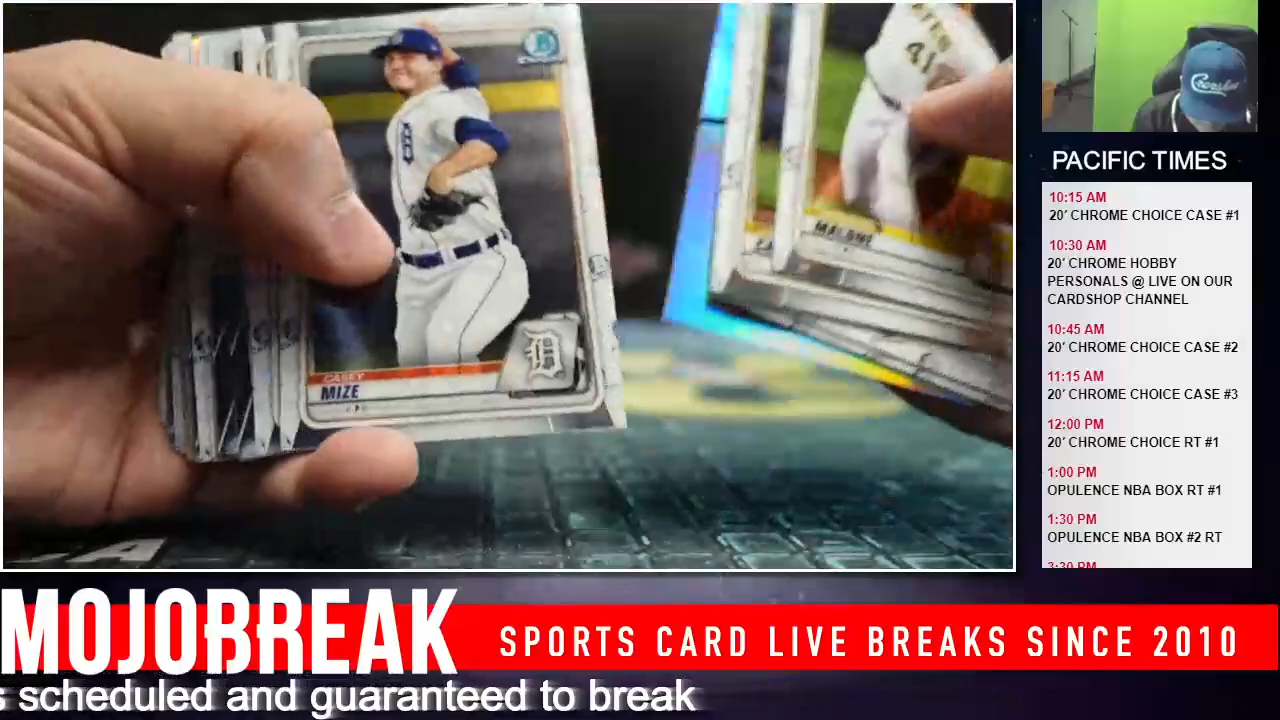 41
CASEY
MIZE
PACIFIC TIMES
10:15 AM
20' CHROME CHOICE CASE #1
10:30 AM
20' CHROME HOBBY
PERSONALS @ LIVE ON OUR
CARDSHOP CHANNEL
10:45 AM
20' CHROME CHOICE CASE #2
11:15 AM
20' CHROME CHOICE CASE #3
12:00 PM
20' CHROME CHOICE RT #1
1:00 PM
OPULENCE NBA BOX RT #1
1:30 PM
OPULENCE NBA BOX #2 RT
3:30 PM
MOJOBREAK
SPORTS CARD LIVE BREAKS SINCE 2010
s scheduled and guaranteed to break